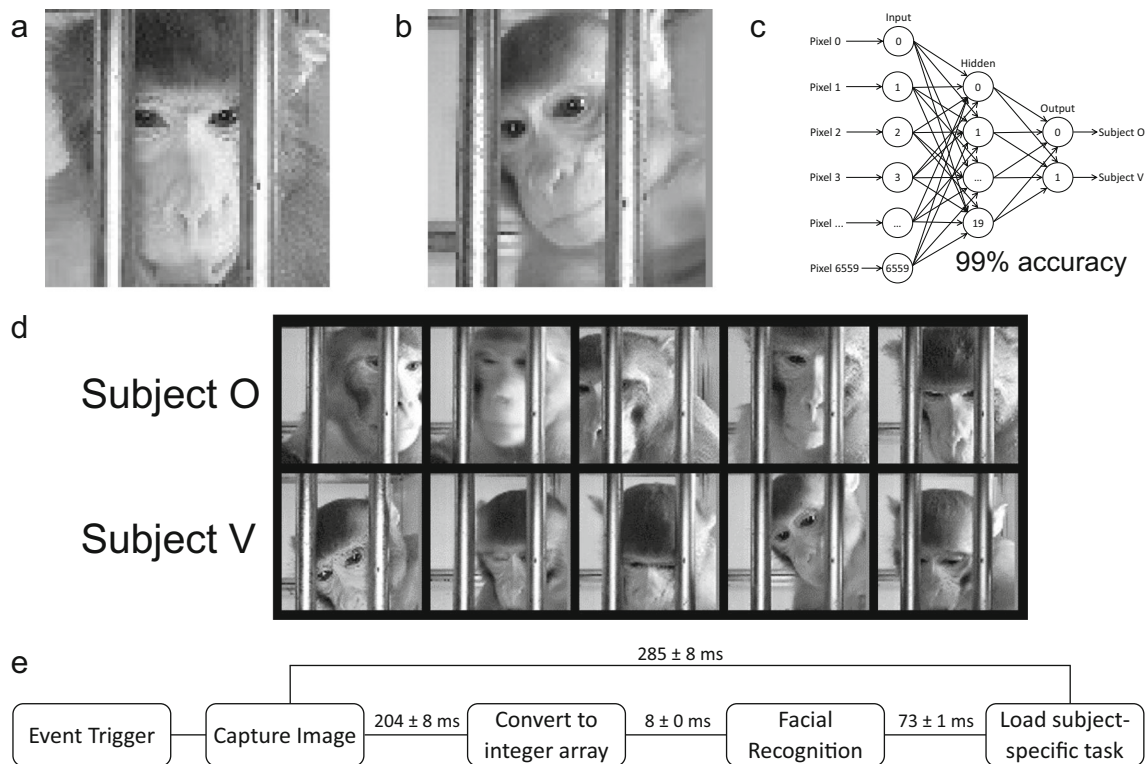 a
b
c
Input
Hidden
Output
Pixel 0
0
Pixel 1
1
0
Pixel 2
2
1
0
Subject O
Pixel 3
3
...
1
Subject V
Pixel ...
...
19
Pixel 6559
6559
99% accuracy
d
Subject O
Subject V
e
285 ± 8 ms
Event Trigger
Capture Image
204 ± 8 ms
Convert to
integer array
8 ± 0 ms
Facial
Recognition
73 ± 1 ms
Load subject-
specific task